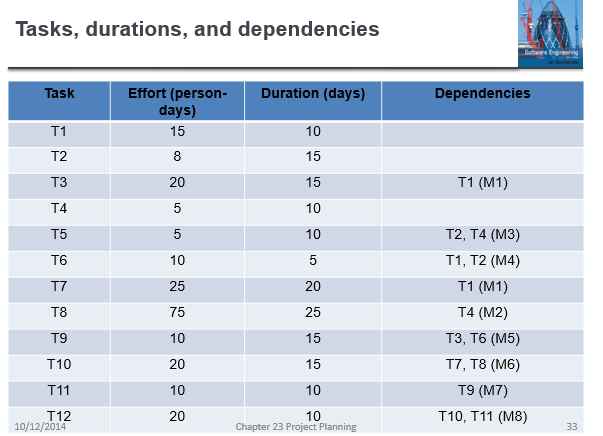 Tasks, durations, and dependencies
Software Engineering
Task Effort (person-days) Duration (days) Dependencies
T1 15 10
T2 8 15
T3 20 15 T1 (M1)
T4 5 10
T5 5 10 T2, T4 (M3)
T6 10 5 T1, T2 (M4)
T7 25 20 T1 (M1)
T8 75 25 T4 (M2)
T9 10 15 T3, T6 (M5)
T10 20 15 T7, T8 (M6)
T11 10 10 T9 (M7)
T12 20 10 T10, T11 (M8)
10/12/2014 Chapter 23 Project Planning 33